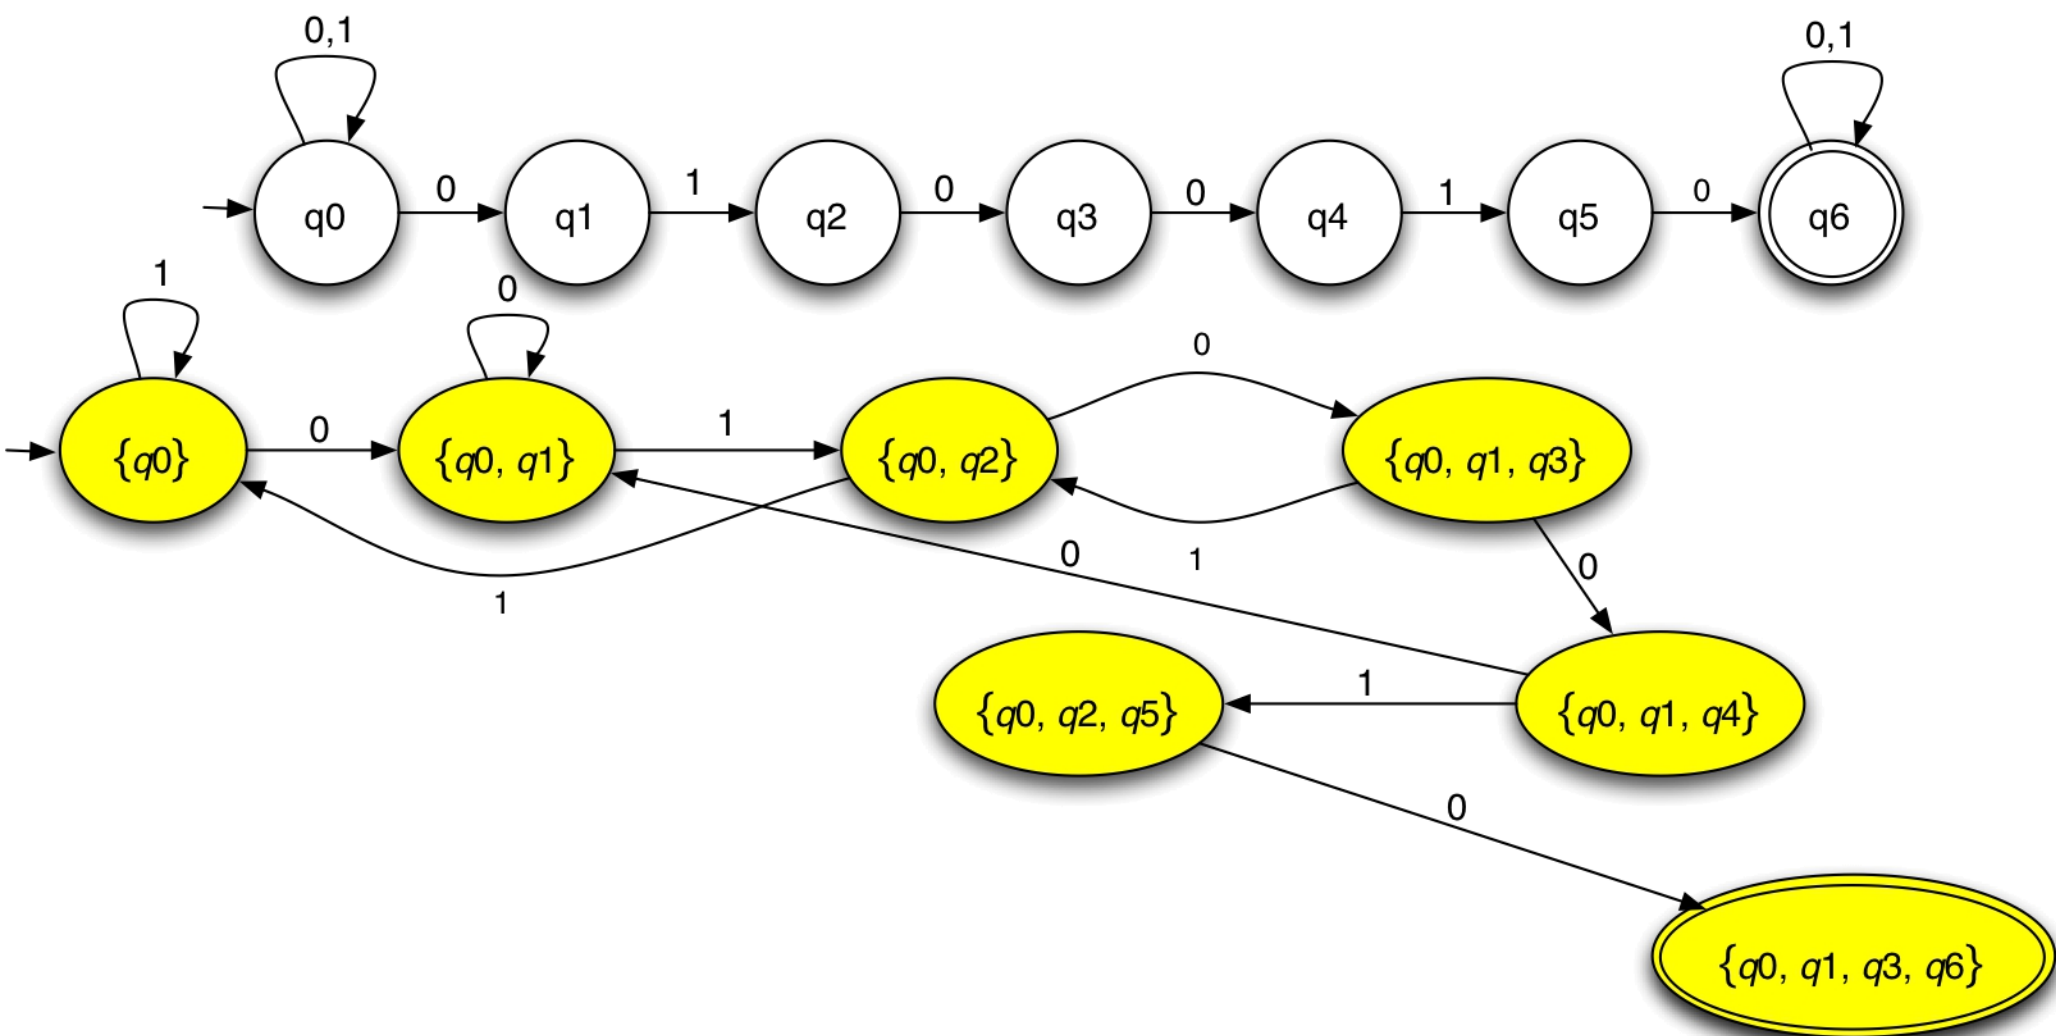 0,1
0,1
0
1
0
0
1
0
q0
q1
q2
q3
q4
q5
q6
1
0
0
0
1
{q0}
{q0, q1}
{q0, q2}
{q0, q1, q3}
0
1
0
1
1
{q0, q2, q5}
{q0, q1, q4}
0
{q0, q1, q3, q6}